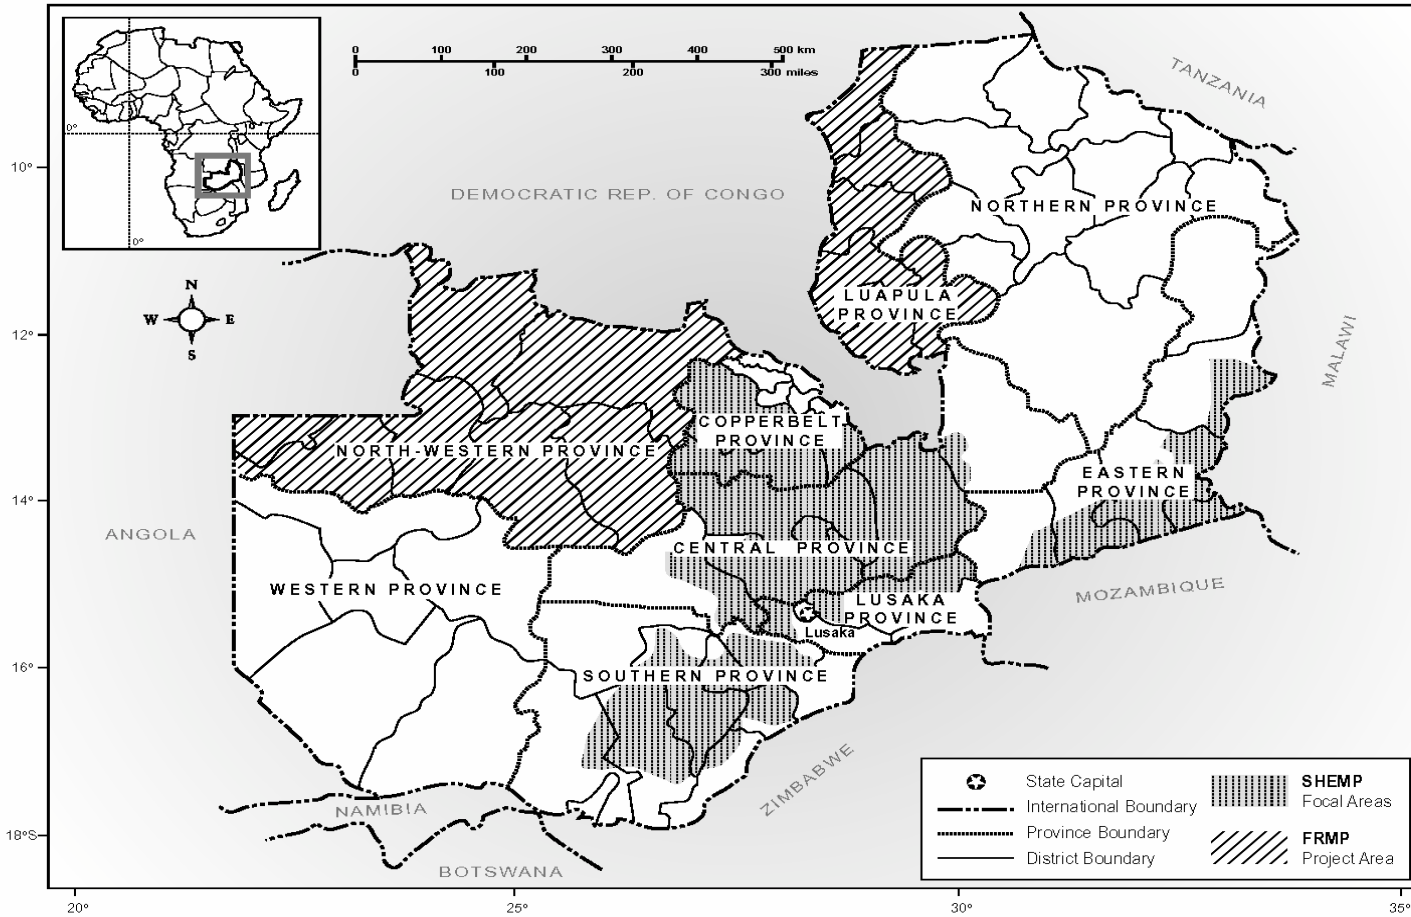 0 100 200 300 400 500 km
0 100 200 300 miles
0°
0°
TANZANIA
10°
DEMOCRATIC REP. OF CONGO
NORTHERN PROVINCE
N
W E
S
LUAPULA
PROVINCE
12°
MALAWI
COPPERBELT
PROVINCE
NORTH-WESTERN PROVINCE
EASTERN
PROVINCE
14°
ANGOLA
CENTRAL PROVINCE
WESTERN PROVINCE
MOZAMBIQUE
LUSAKA
PROVINCE
Lusaka
16°
SOUTHERN PROVINCE
ZIMBABWE
NAMIBIA
18°S
BOTSWANA
State Capital
International Boundary
Province Boundary
District Boundary
SHEMP
Focal Areas
FRMP
Project Area
20° 25° 30° 35°